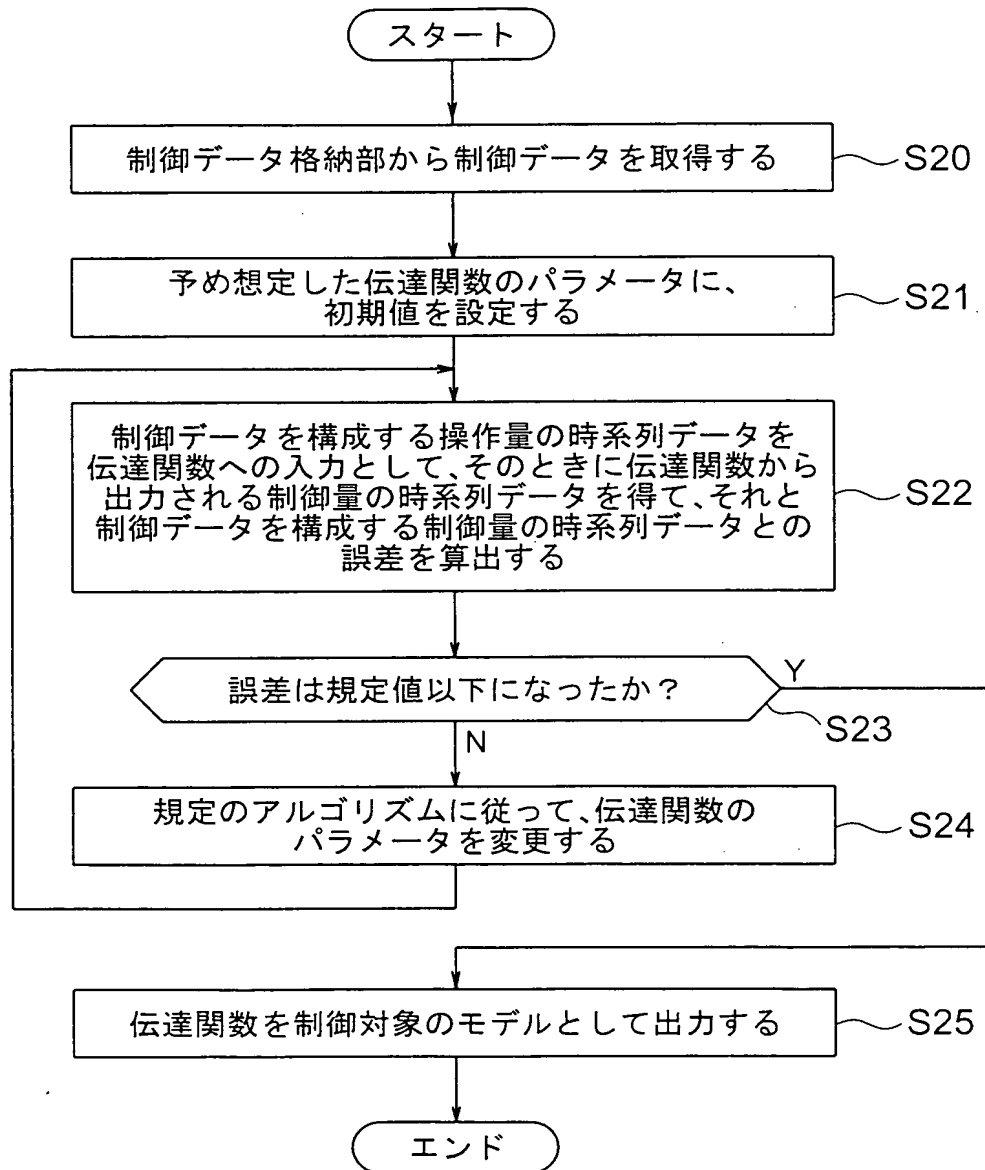 スタート
制御データ格納部から制御データを取得する
S20
予め想定した伝達関数のパラメータに、
初期値を設定する
S21
制御データを構成する操作量の時系列データを
伝達関数への入力として、そのときに伝達関数から
出力される制御量の時系列データを得て、それと
制御データを構成する制御量の時系列データとの
誤差を算出する
S22
誤差は規定値以下になったか?
Y
S23
N
規定のアルゴリズムに従って、伝達関数の
パラメータを変更する
S24
伝達関数を制御対象のモデルとして出力する
S25
エンド